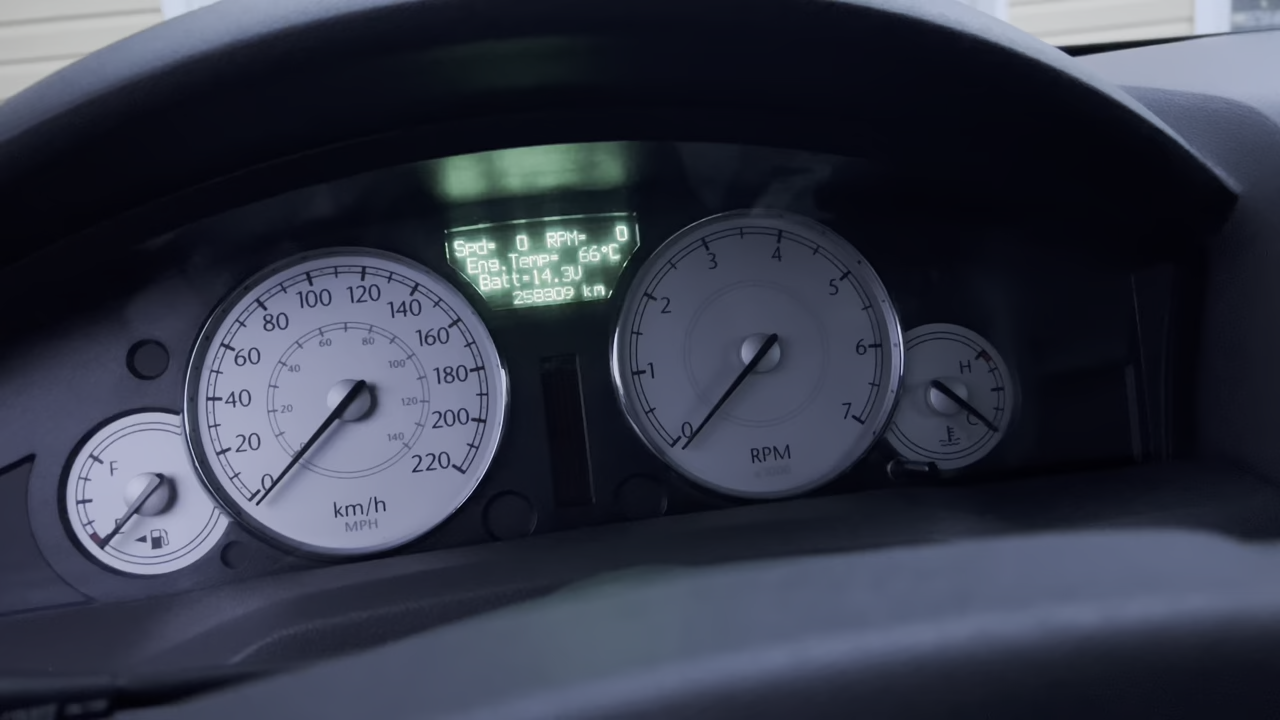 Spd= 0 RPM= 0
Eng.Temp= 66°C
Batt=14.3V
258309 km
0
20
40
60
80
100
120
140
160
180
200
220
0
20
40
60
80
100
120
140
km/h
MPH
F
E
0
1
2
3
4
5
6
7
RPM
H
C